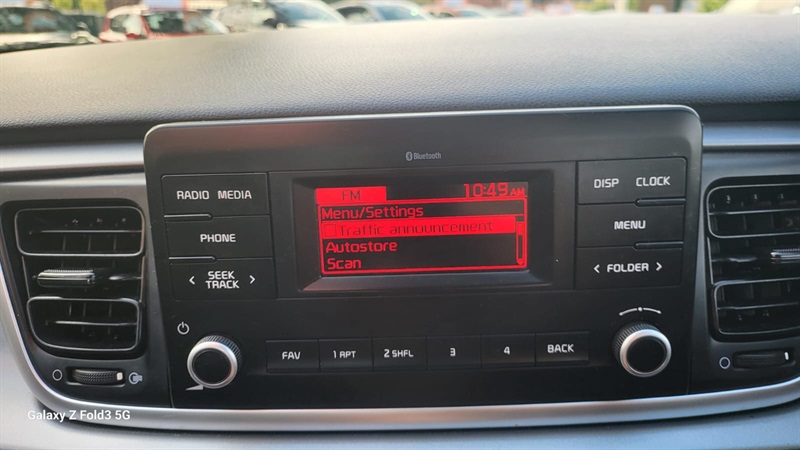 Bluetooth
RADIO MEDIA
PHONE
SEEK
TRACK
FM 10:49 AM
Menu/Settings
Traffic announcement
Autostore
Scan
DISP CLOCK
MENU
< FOLDER >
FAV 1 RPT 2 SHFL 3 4 BACK
Galaxy Z Fold3 5G